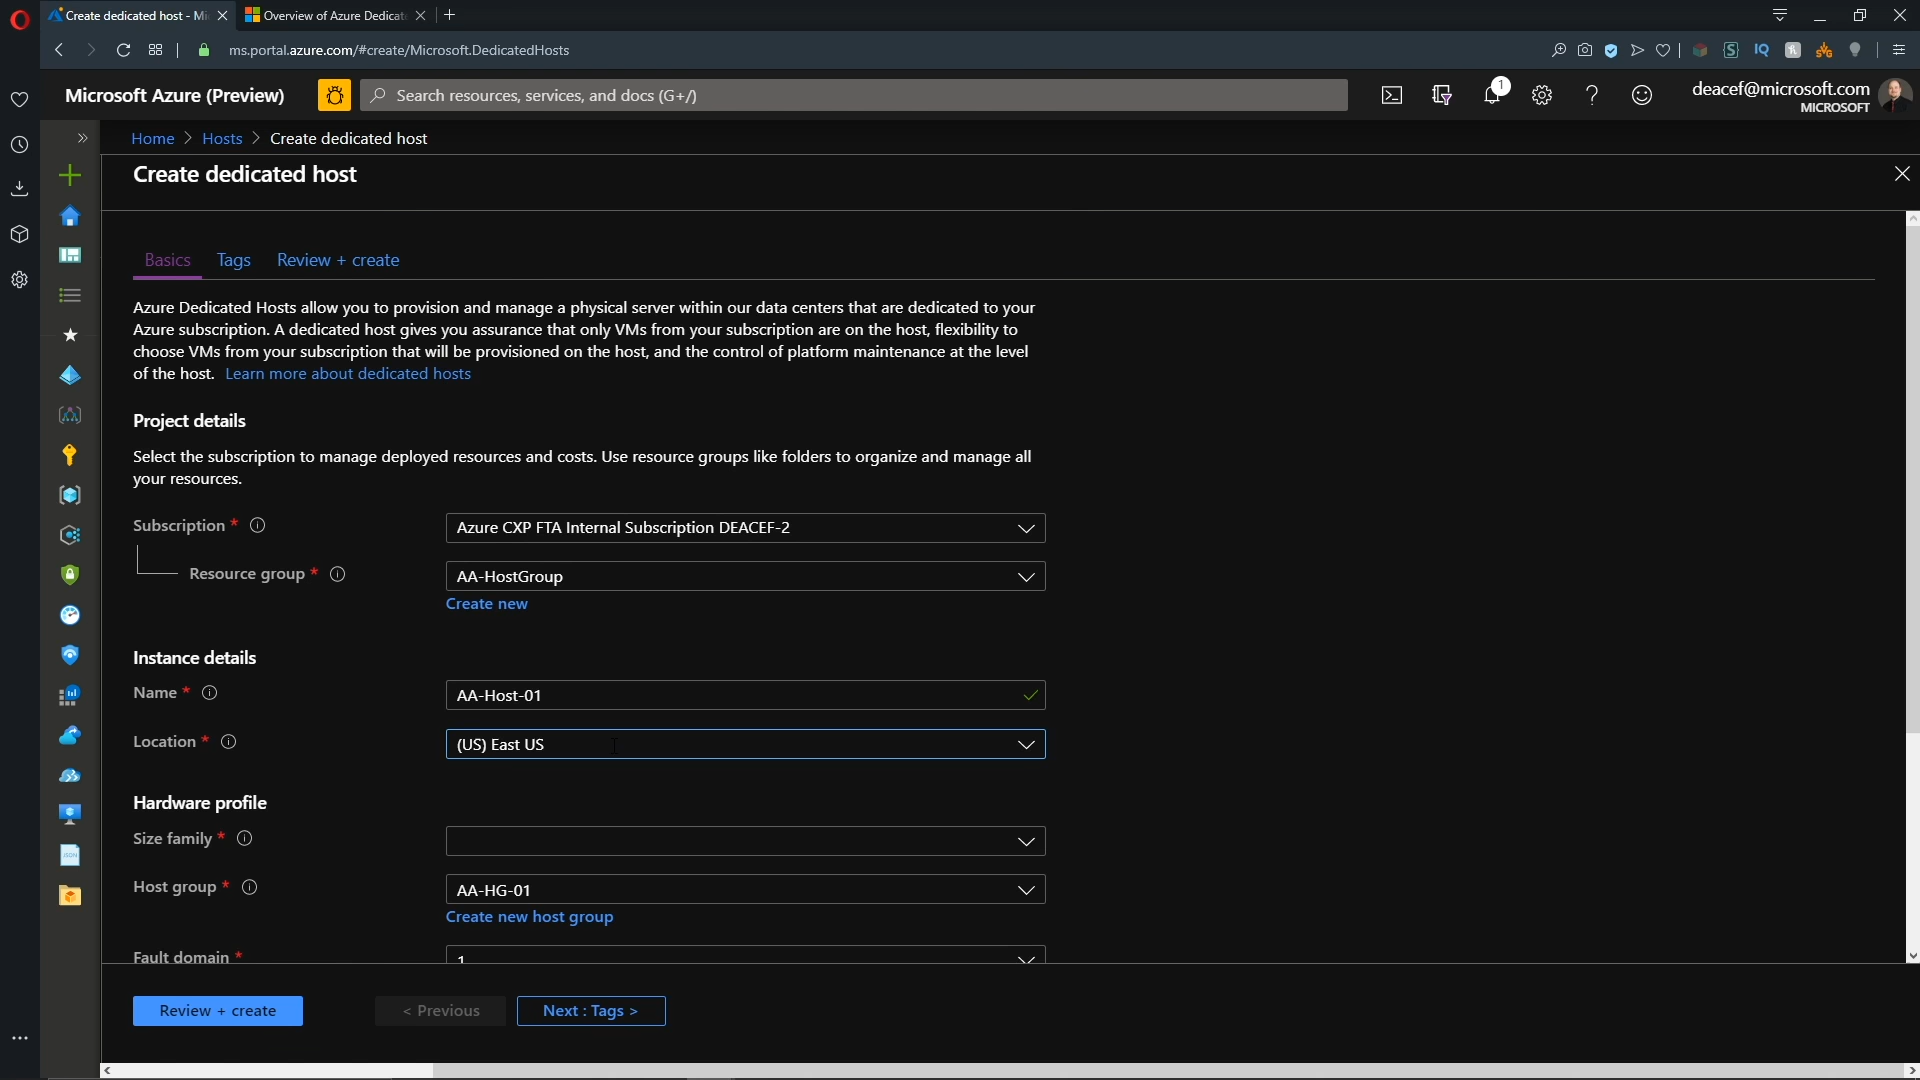 Create dedicated host - Mi
Overview of Azure Dedicat
ms.portal.azure.com/#create/Microsoft.DedicatedHosts
Microsoft Azure (Preview)
Search resources, services, and docs (G+/)
1
deacef@microsoft.com
MICROSOFT
Home > Hosts > Create dedicated host
Create dedicated host
Basics
Tags
Review + create
Azure Dedicated Hosts allow you to provision and manage a physical server within our data centers that are dedicated to your
Azure subscription. A dedicated host gives you assurance that only VMs from your subscription are on the host, flexibility to
choose VMs from your subscription that will be provisioned on the host, and the control of platform maintenance at the level
of the host. Learn more about dedicated hosts
Project details
Select the subscription to manage deployed resources and costs. Use resource groups like folders to organize and manage all
your resources.
Subscription *
Azure CXP FTA Internal Subscription DEACEF-2
Resource group *
AA-HostGroup
Create new
Instance details
Name *
AA-Host-01
Location *
(US) East US
Hardware profile
Size family *
Host group *
AA-HG-01
Create new host group
Fault domain *
1
Review + create
< Previous
Next : Tags >